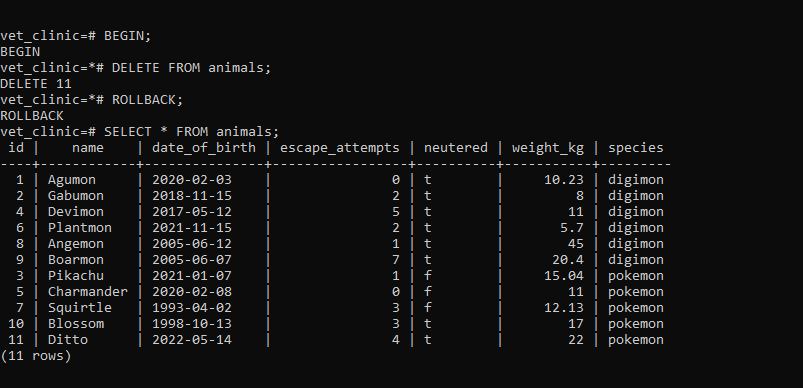 vet_clinic=# BEGIN;
BEGIN
vet_clinic=*# DELETE FROM animals;
DELETE 11
vet_clinic=*# ROLLBACK;
ROLLBACK
vet_clinic=# SELECT * FROM animals;
 id |    name    | date_of_birth | escape_attempts | neutered | weight_kg | species
----+------------+---------------+-----------------+----------+-----------+---------
  1 | Agumon     | 2020-02-03    |               0 | t        |     10.23 | digimon
  2 | Gabumon    | 2018-11-15    |               2 | t        |         8 | digimon
  4 | Devimon    | 2017-05-12    |               5 | t        |        11 | digimon
  6 | Plantmon   | 2021-11-15    |               2 | t        |       5.7 | digimon
  8 | Angemon    | 2005-06-12    |               1 | t        |        45 | digimon
  9 | Boarmon    | 2005-06-07    |               7 | t        |      20.4 | digimon
  3 | Pikachu    | 2021-01-07    |               1 | f        |     15.04 | pokemon
  5 | Charmander | 2020-02-08    |               0 | f        |        11 | pokemon
  7 | Squirtle   | 1993-04-02    |               3 | f        |     12.13 | pokemon
 10 | Blossom    | 1998-10-13    |               3 | t        |        17 | pokemon
 11 | Ditto      | 2022-05-14    |               4 | t        |        22 | pokemon
(11 rows)